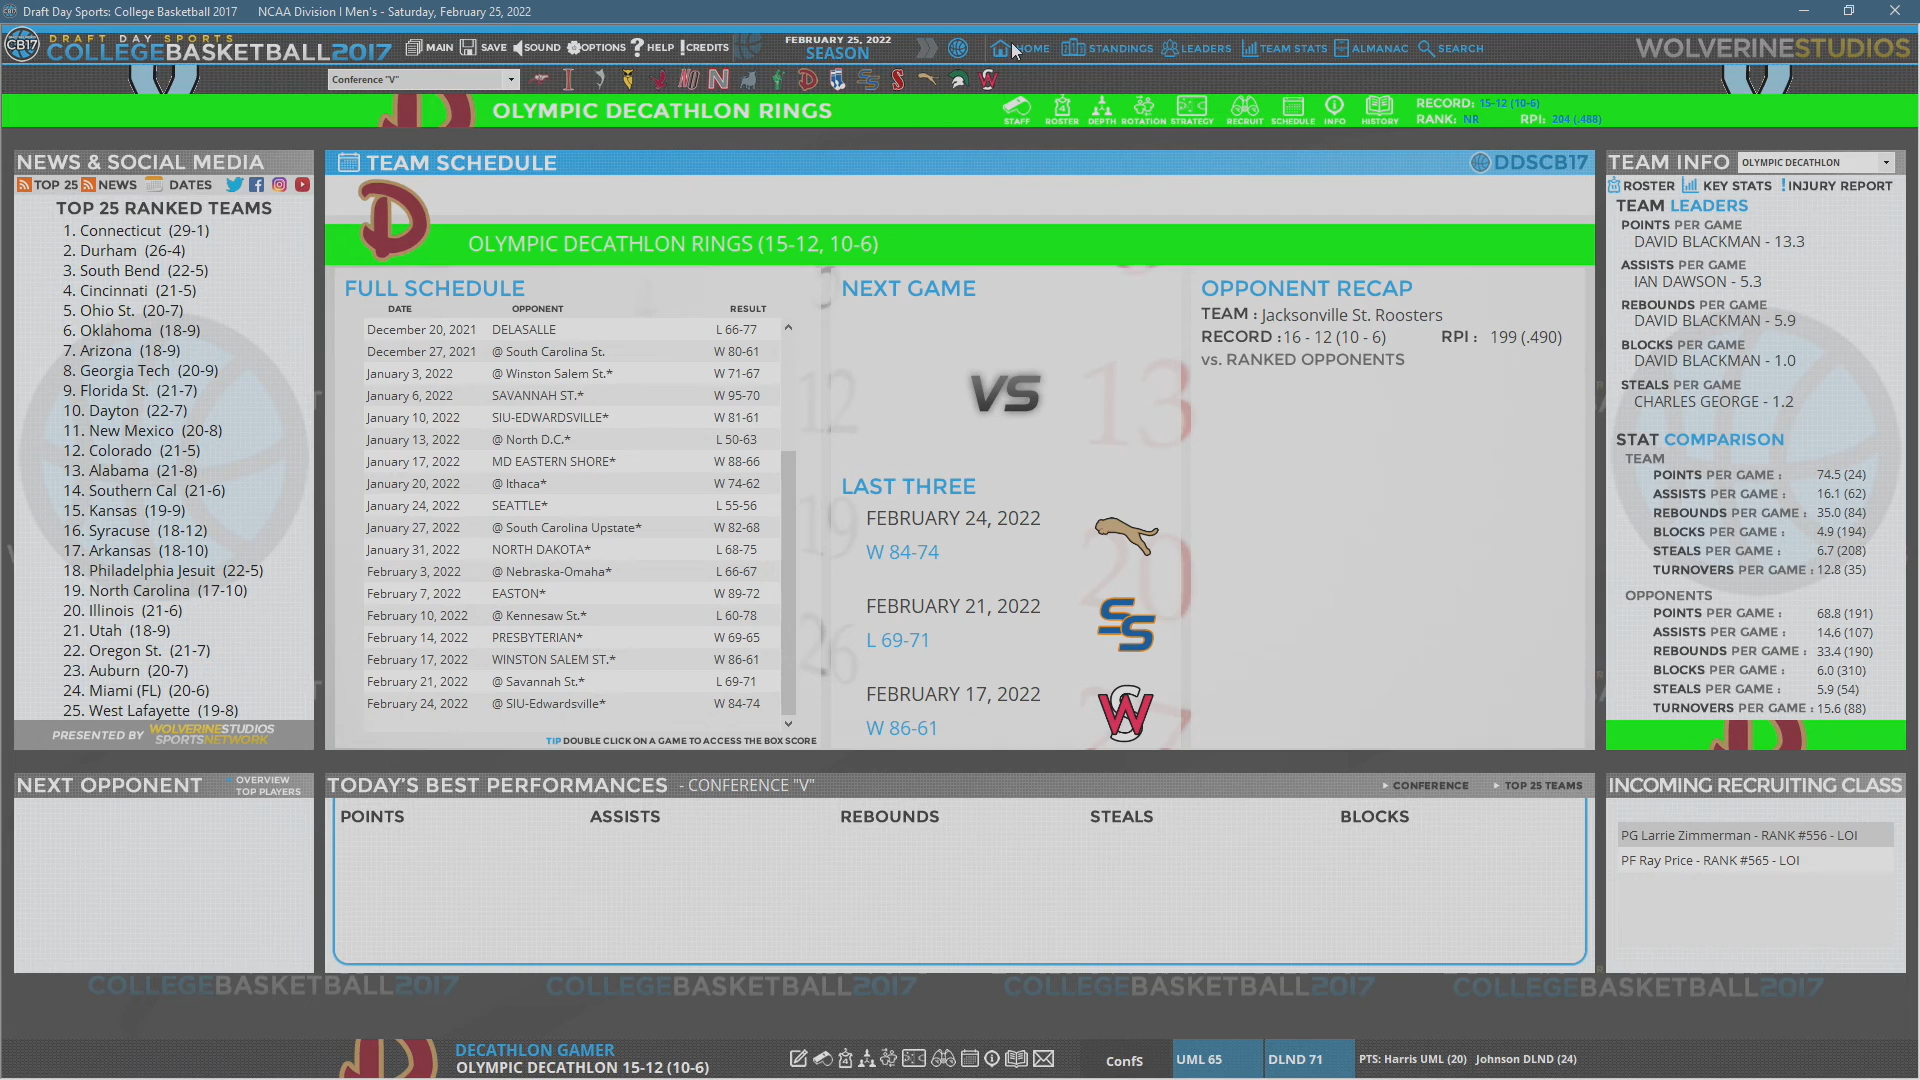 Draft Day Sports: College Basketball 2017 NCAA Division I Men's - Saturday, February 25, 2022
CB17 DRAFT DAY SPORTS
COLLEGEBASKETBALL2017
MAIN SAVE SOUND OPTIONS HELP CREDITS
FEBRUARY 25, 2022
SEASON
HOME STANDINGS LEADERS TEAM STATS ALMANAC SEARCH
WOLVERINESTUDIOS
Conference "V"
OLYMPIC DECATHLON RINGS
STAFF ROSTER DEPTH ROTATION STRATEGY RECRUIT SCHEDULE INFO HISTORY
RECORD: 15-12 (10-6)
RANK: NR RPI: 204 (.488)
NEWS & SOCIAL MEDIA
TOP 25 NEWS DATES
TOP 25 RANKED TEAMS
1. Connecticut (29-1)
2. Durham (26-4)
3. South Bend (22-5)
4. Cincinnati (21-5)
5. Ohio St. (20-7)
6. Oklahoma (18-9)
7. Arizona (18-9)
8. Georgia Tech (20-9)
9. Florida St. (21-7)
10. Dayton (22-7)
11. New Mexico (20-8)
12. Colorado (21-5)
13. Alabama (21-8)
14. Southern Cal (21-6)
15. Kansas (19-9)
16. Syracuse (18-12)
17. Arkansas (18-10)
18. Philadelphia Jesuit (22-5)
19. North Carolina (17-10)
20. Illinois (21-6)
21. Utah (18-9)
22. Oregon St. (21-7)
23. Auburn (20-7)
24. Miami (FL) (20-6)
25. West Lafayette (19-8)
PRESENTED BY WOLVERINESTUDIOS SPORTSNETWORK
TEAM SCHEDULE DDSCB17
OLYMPIC DECATHLON RINGS (15-12, 10-6)
FULL SCHEDULE
DATE OPPONENT RESULT
December 20, 2021 DELASALLE L 66-77
December 27, 2021 @ South Carolina St. W 80-61
January 3, 2022 @ Winston Salem St.* W 71-67
January 6, 2022 SAVANNAH ST.* W 95-70
January 10, 2022 SIU-EDWARDSVILLE* W 81-61
January 13, 2022 @ North D.C.* L 50-63
January 17, 2022 MD EASTERN SHORE* W 88-66
January 20, 2022 @ Ithaca* W 74-62
January 24, 2022 SEATTLE* L 55-56
January 27, 2022 @ South Carolina Upstate* W 82-68
January 31, 2022 NORTH DAKOTA* L 68-75
February 3, 2022 @ Nebraska-Omaha* L 66-67
February 7, 2022 EASTON* W 89-72
February 10, 2022 @ Kennesaw St.* L 60-78
February 14, 2022 PRESBYTERIAN* W 69-65
February 17, 2022 WINSTON SALEM ST.* W 86-61
February 21, 2022 @ Savannah St.* L 69-71
February 24, 2022 @ SIU-Edwardsville* W 84-74
TIP DOUBLE CLICK ON A GAME TO ACCESS THE BOX SCORE
NEXT GAME
VS
LAST THREE
FEBRUARY 24, 2022
W 84-74
FEBRUARY 21, 2022
L 69-71
FEBRUARY 17, 2022
W 86-61
OPPONENT RECAP
TEAM : Jacksonville St. Roosters
RECORD : 16 - 12 (10 - 6) RPI : 199 (.490)
vs. RANKED OPPONENTS
TEAM INFO OLYMPIC DECATHLON
ROSTER KEY STATS INJURY REPORT
TEAM LEADERS
POINTS PER GAME
DAVID BLACKMAN - 13.3
ASSISTS PER GAME
IAN DAWSON - 5.3
REBOUNDS PER GAME
DAVID BLACKMAN - 5.9
BLOCKS PER GAME
DAVID BLACKMAN - 1.0
STEALS PER GAME
CHARLES GEORGE - 1.2
STAT COMPARISON
TEAM
POINTS PER GAME : 74.5 (24)
ASSISTS PER GAME : 16.1 (62)
REBOUNDS PER GAME : 35.0 (84)
BLOCKS PER GAME : 4.9 (194)
STEALS PER GAME : 6.7 (208)
TURNOVERS PER GAME : 12.8 (35)
OPPONENTS
POINTS PER GAME : 68.8 (191)
ASSISTS PER GAME : 14.6 (107)
REBOUNDS PER GAME : 33.4 (190)
BLOCKS PER GAME : 6.0 (310)
STEALS PER GAME : 5.9 (54)
TURNOVERS PER GAME : 15.6 (88)
NEXT OPPONENT OVERVIEW
TOP PLAYERS
TODAY'S BEST PERFORMANCES - CONFERENCE "V" CONFERENCE TOP 25 TEAMS
POINTS ASSISTS REBOUNDS STEALS BLOCKS
INCOMING RECRUITING CLASS
PG Larrie Zimmerman - RANK #556 - LOI
PF Ray Price - RANK #565 - LOI
COLLEGEBASKETBALL2017 COLLEGEBASKETBALL2017 COLLEGEBASKETBALL2017 COLLEGEBASKETBALL2017
DECATHLON GAMER
OLYMPIC DECATHLON 15-12 (10-6)
ConfS UML 65 DLND 71 PTS: Harris UML (20) Johnson DLND (24)